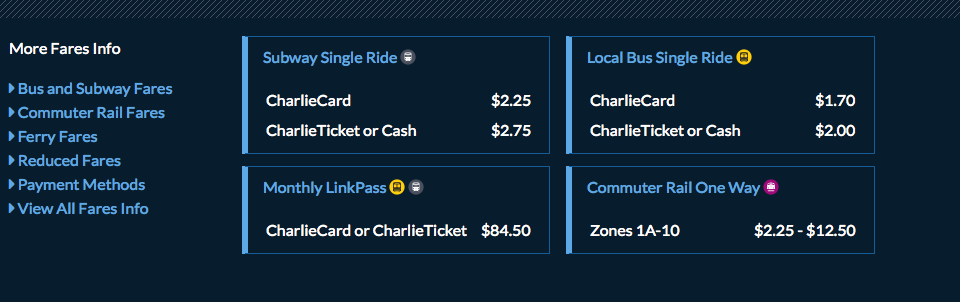 More Fares Info
Bus and Subway Fares
Commuter Rail Fares
Ferry Fares
Reduced Fares
Payment Methods
View All Fares Info
Subway Single Ride
CharlieCard $2.25
CharlieTicket or Cash $2.75
Local Bus Single Ride
CharlieCard $1.70
CharlieTicket or Cash $2.00
Monthly LinkPass
CharlieCard or CharlieTicket $84.50
Commuter Rail One Way
Zones 1A-10 $2.25 - $12.50